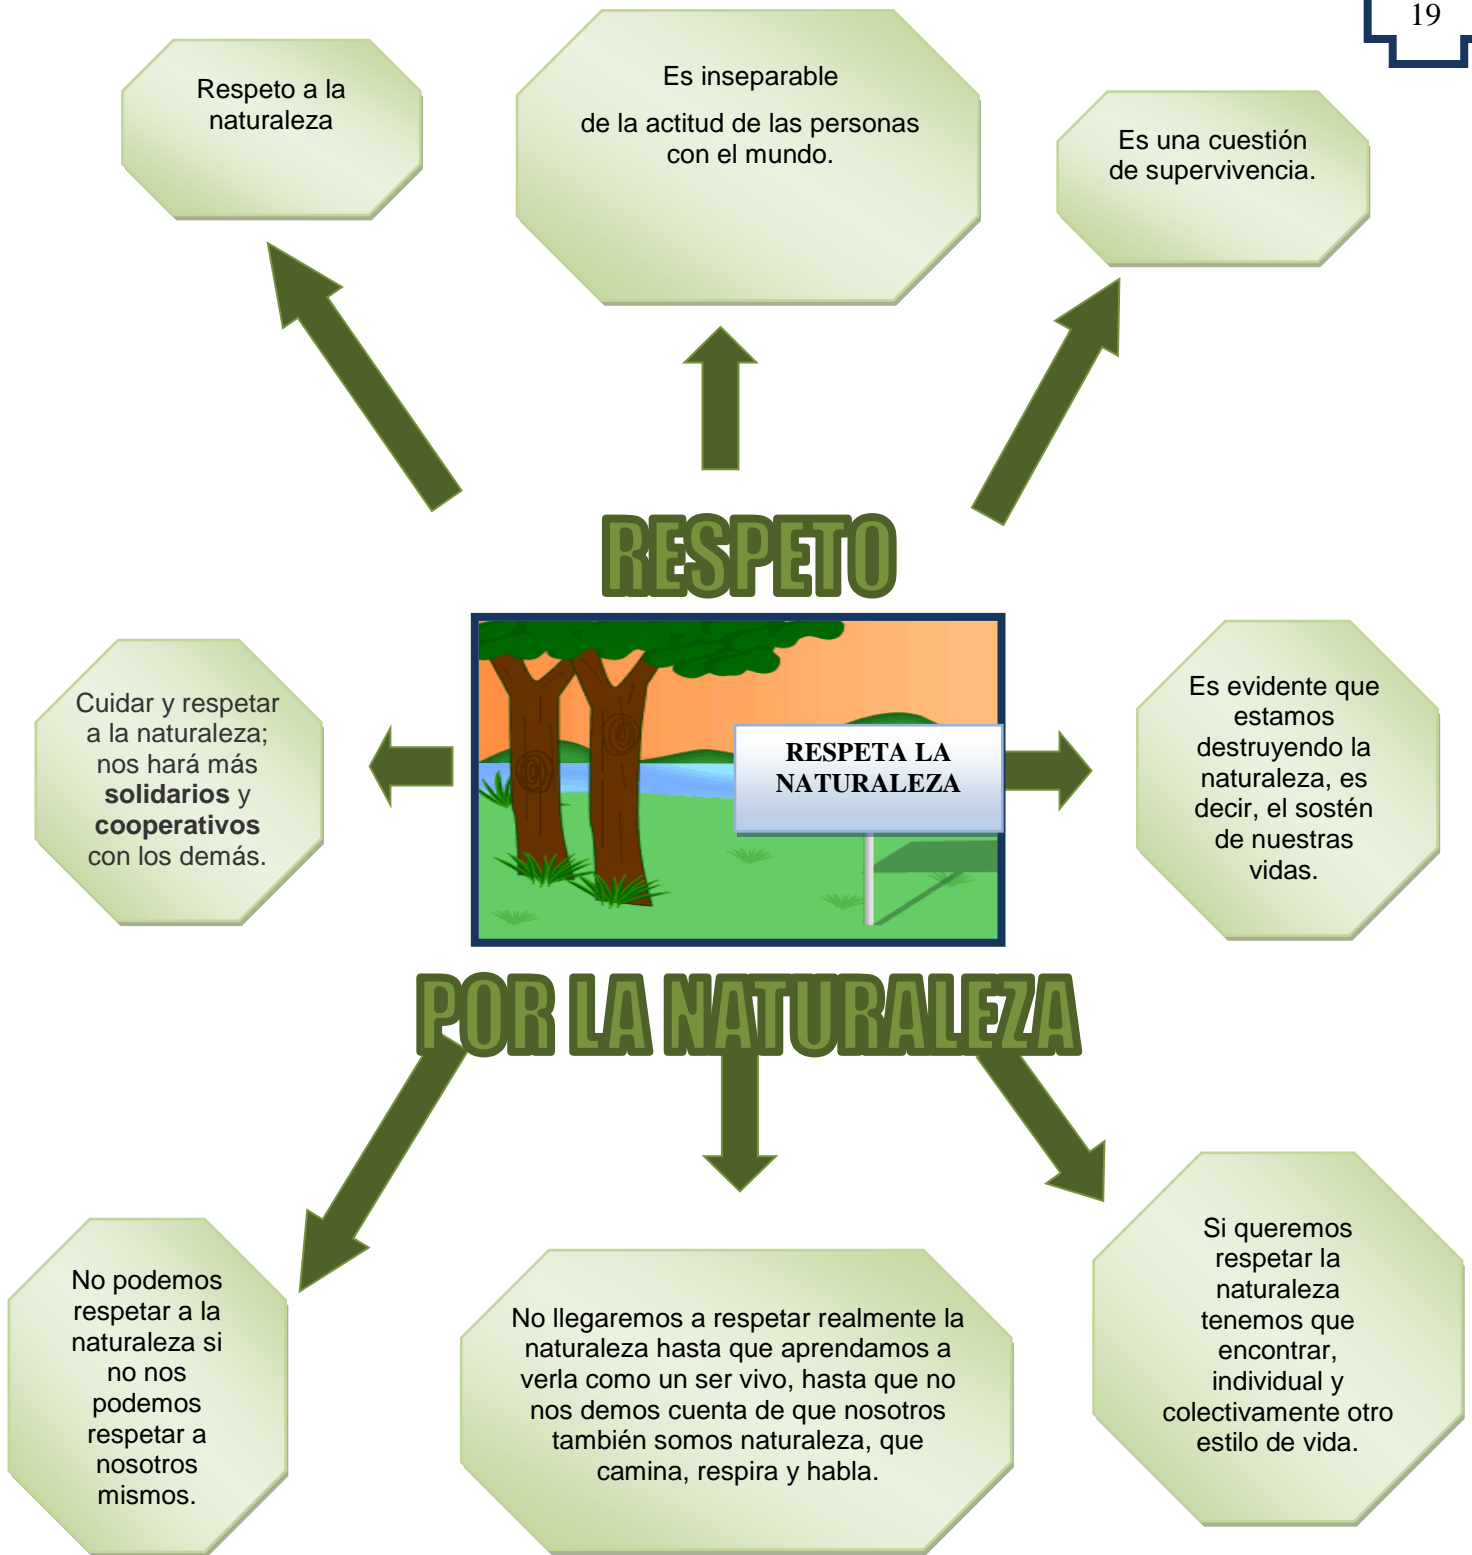 19
Respeto a la
naturaleza
Es inseparable
de la actitud de las personas
con el mundo.
Es una cuestión
de supervivencia.
RESPETO
Cuidar y respetar
a la naturaleza;
nos hará más
solidarios y
cooperativos
con los demás.
RESPETA LA
NATURALEZA
Es evidente que
estamos
destruyendo la
naturaleza, es
decir, el sostén
de nuestras
vidas.
POR LA NATURALEZA
No podemos
respetar a la
naturaleza si
no nos
podemos
respetar a
nosotros
mismos.
No llegaremos a respetar realmente la
naturaleza hasta que aprendamos a
verla como un ser vivo, hasta que no
nos demos cuenta de que nosotros
también somos naturaleza, que
camina, respira y habla.
Si queremos
respetar la
naturaleza
tenemos que
encontrar,
individual y
colectivamente otro
estilo de vida.